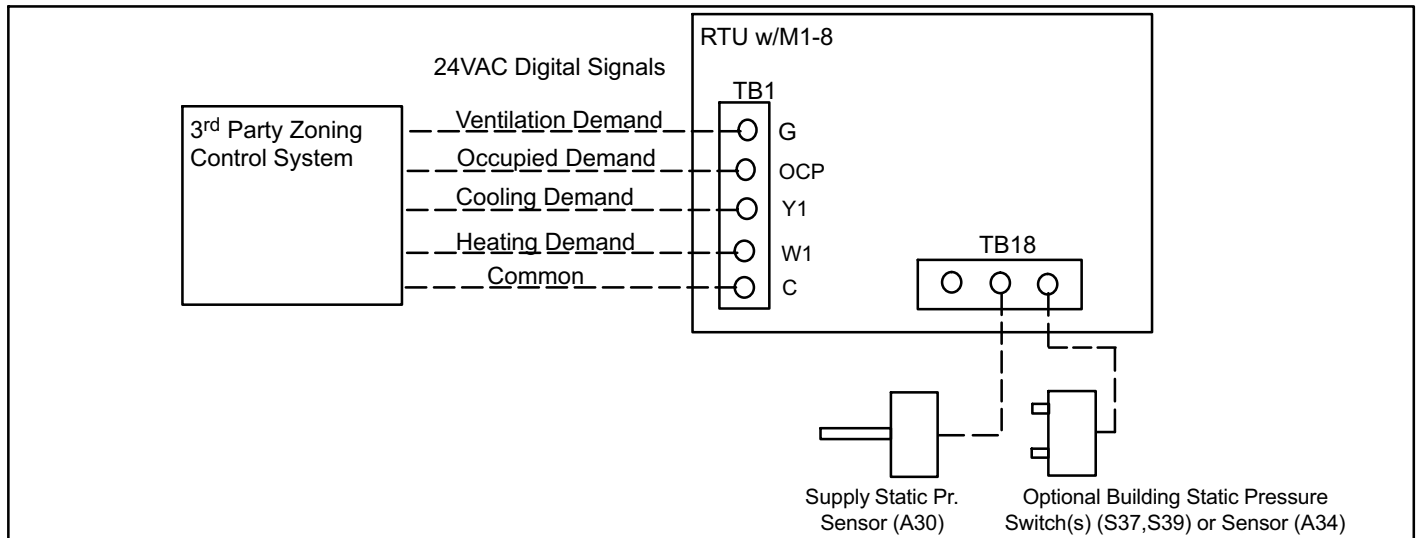 RTU w/M1-8
24VAC Digital Signals
TB1
3rd Party Zoning
Control System
Ventilation Demand
G
Occupied Demand
OCP
Cooling Demand
Y1
Heating Demand
W1
Common
C
TB18
Supply Static Pr.
Sensor (A30)
Optional Building Static Pressure
Switch(s) (S37,S39) or Sensor (A34)